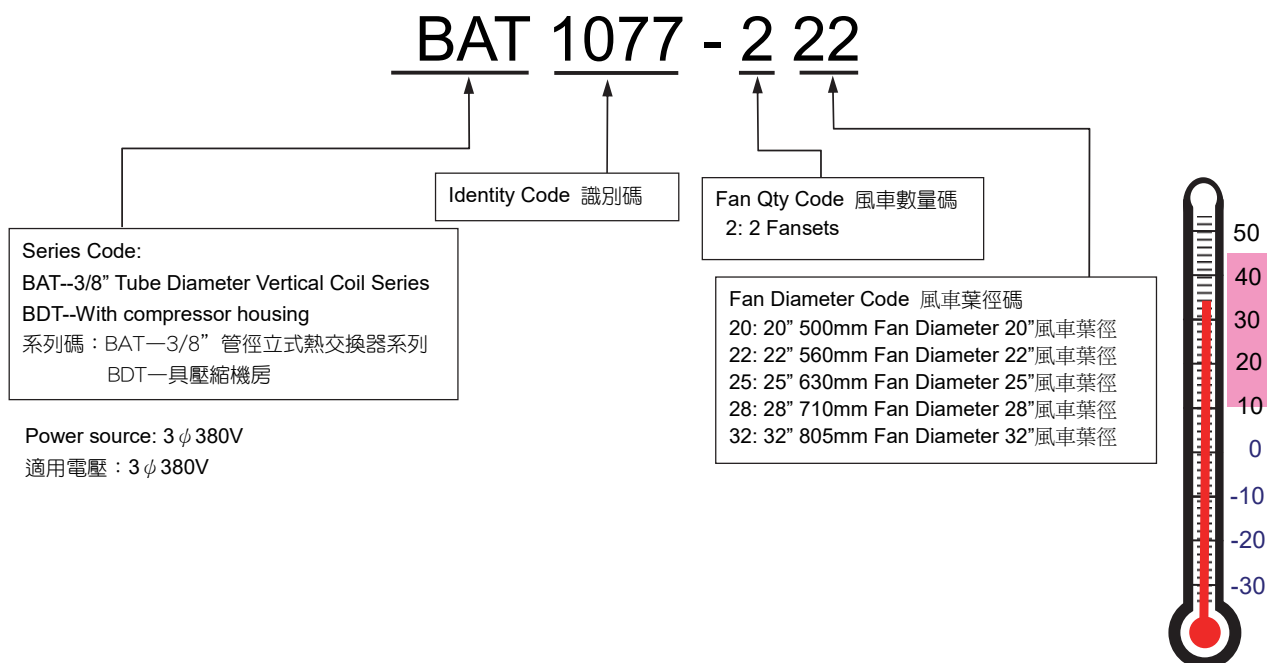 BAT 1077 - 2 22
Identity Code 識別碼
Fan Qty Code 風車數量碼
2: 2 Fansets
Series Code:
BAT--3/8” Tube Diameter Vertical Coil Series
BDT--With compressor housing
系列碼：BAT—3/8” 管徑立式熱交換器系列
BDT—具壓縮機房
Fan Diameter Code 風車葉徑碼
20: 20” 500mm Fan Diameter 20”風車葉徑
22: 22” 560mm Fan Diameter 22”風車葉徑
25: 25” 630mm Fan Diameter 25”風車葉徑
28: 28” 710mm Fan Diameter 28”風車葉徑
32: 32” 805mm Fan Diameter 32”風車葉徑
Power source: 3 ϕ 380V
適用電壓：3 ϕ 380V
50
40
30
20
10
0
-10
-20
-30